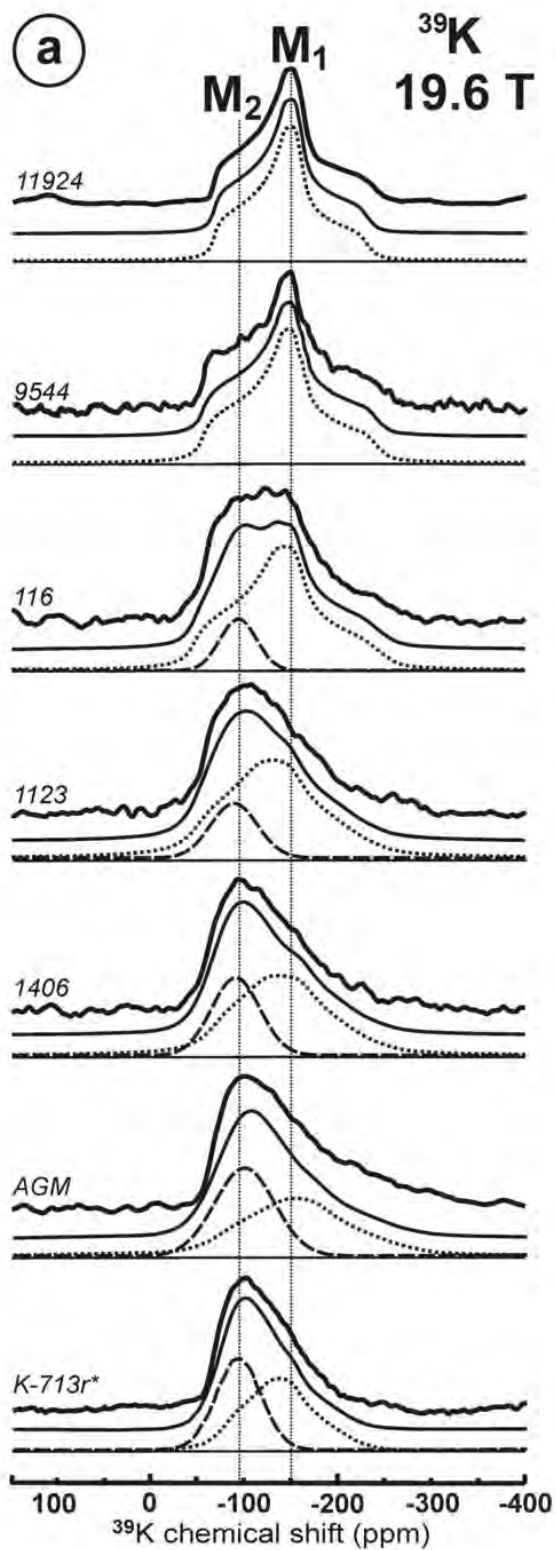 a
³⁹K
19.6 T
M₁
M₂
11924
9544
116
1123
1406
AGM
K-713r*
100 0 -100 -200 -300 -400
³⁹K chemical shift (ppm)